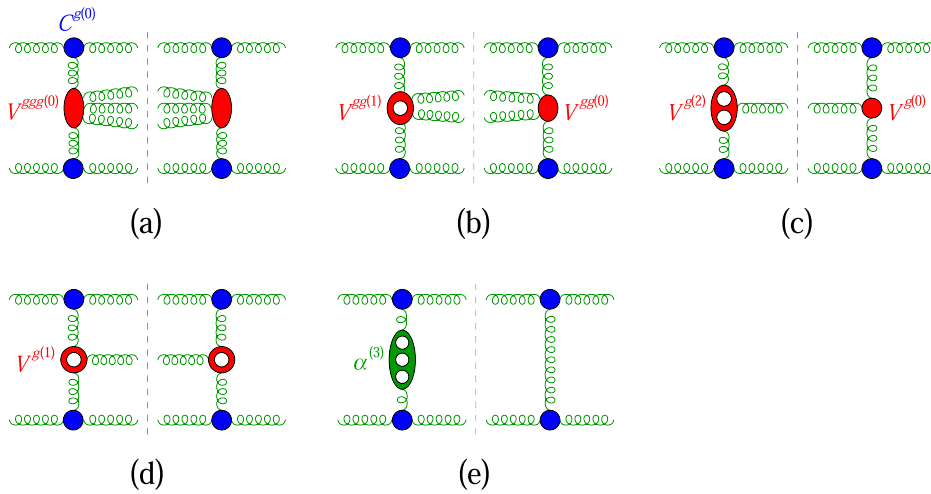 C^{g(0)}
V^{ggg(0)}
V^{gg(1)} V^{gg(0)}
V^{g(2)} V^{g(0)}
(a) (b) (c)
V^{g(1)}
α^{(3)}
(d) (e)